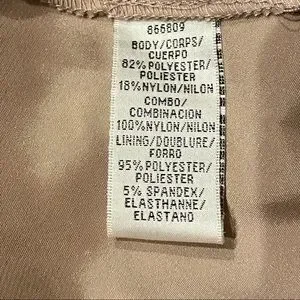 866809
BODY/CORPS/
CUERPO
82% POLYESTER/
POLIESTER
18% NYLON/NILON
COMBO/
COMBINACION
100% NYLON/NILON
LINING/DOUBLURE/
FORRO
95% POLYESTER/
POLIESTER
5% SPANDEX/
ELASTHANNE/
ELASTANO